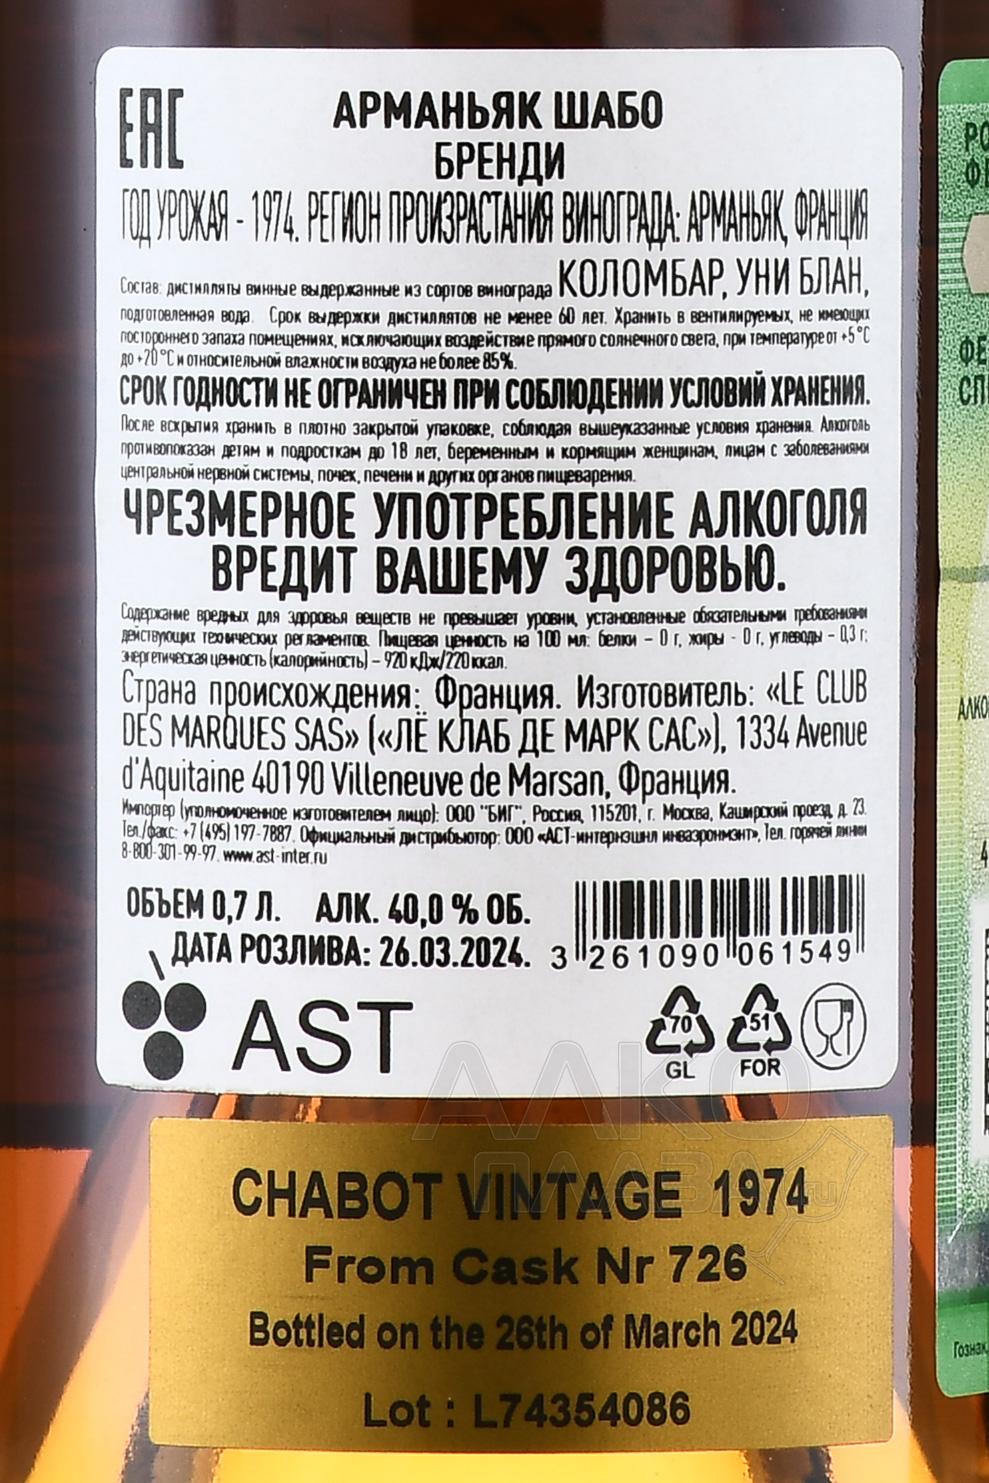 ЕАС
АРМАНЬЯК ШАБО
БРЕНДИ
ГОД УРОЖАЯ - 1974. РЕГИОН ПРОИЗРАСТАНИЯ ВИНОГРАДА: АРМАНЬЯК, ФРАНЦИЯ
Состав: дистилляты винные выдержанные из сортов винограда КОЛОМБАР, УНИ БЛАН,
подготовленная вода. Срок выдержки дистиллятов не менее 60 лет. Хранить в вентилируемых, не имеющих
постороннего запаха помещениях, исключающих воздействие прямого солнечного света, при температуре от +5°С
до +20°С и относительной влажности воздуха не более 85%.
СРОК ГОДНОСТИ НЕ ОГРАНИЧЕН ПРИ СОБЛЮДЕНИИ УСЛОВИЙ ХРАНЕНИЯ.
После вскрытия хранить в плотно закрытой упаковке, соблюдая вышеуказанные условия хранения. Алкоголь
противопоказан детям и подросткам до 18 лет, беременным и кормящим женщинам, лицам с заболеваниями
центральной нервной системы, почек, печени и других органов пищеварения.
ЧРЕЗМЕРНОЕ УПОТРЕБЛЕНИЕ АЛКОГОЛЯ
ВРЕДИТ ВАШЕМУ ЗДОРОВЬЮ.
Содержание вредных для здоровья веществ не превышает уровни, установленные обязательными требованиями
действующих технических регламентов. Пищевая ценность на 100 мл: белки – 0 г, жиры - 0 г, углеводы – 0,3 г;
энергетическая ценность (калорийность) – 920 кДж/220 ккал.
Страна происхождения: Франция. Изготовитель: «LE CLUB
DES MARQUES SAS» («ЛЁ КЛАБ ДЕ МАРК САС»), 1334 Avenue
d'Aquitaine 40190 Villeneuve de Marsan, Франция.
Импортер (уполномоченное изготовителем лицо): ООО "БИГ", Россия, 115201, г. Москва, Каширский проезд, д. 23.
Тел./факс: +7 (495) 197-7887. Официальный дистрибьютор: ООО «АСТ-интернэшнл инваэронмэнт», Тел. горячей линии
8-800-301-99-97. www.ast-inter.ru
ОБЪЕМ 0,7 Л. АЛК. 40,0 % ОБ.
ДАТА РОЗЛИВА: 26.03.2024.
3 261090 061549
AST
70
GL
51
FOR
CHABOT VINTAGE 1974
From Cask Nr 726
Bottled on the 26th of March 2024
Lot : L74354086
АЛКО
ПЛАЗА.ru
Гознак,